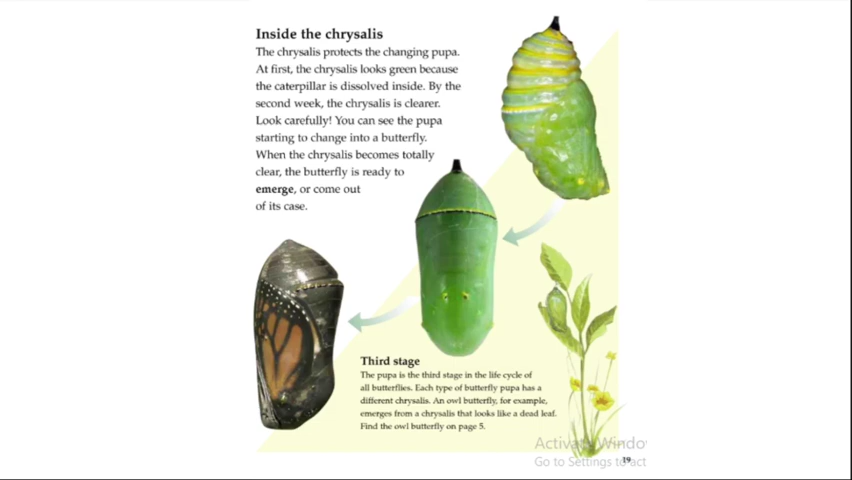 Inside the chrysalis
The chrysalis protects the changing pupa.
At first, the chrysalis looks green because
the caterpillar is dissolved inside. By the
second week, the chrysalis is clearer.
Look carefully! You can see the pupa
starting to change into a butterfly.
When the chrysalis becomes totally
clear, the butterfly is ready to
emerge, or come out
of its case.
Third stage
The pupa is the third stage in the life cycle of
all butterflies. Each type of butterfly pupa has a
different chrysalis. An owl butterfly, for example,
emerges from a chrysalis that looks like a dead leaf.
Find the owl butterfly on page 5.
Go to Settings to act
19